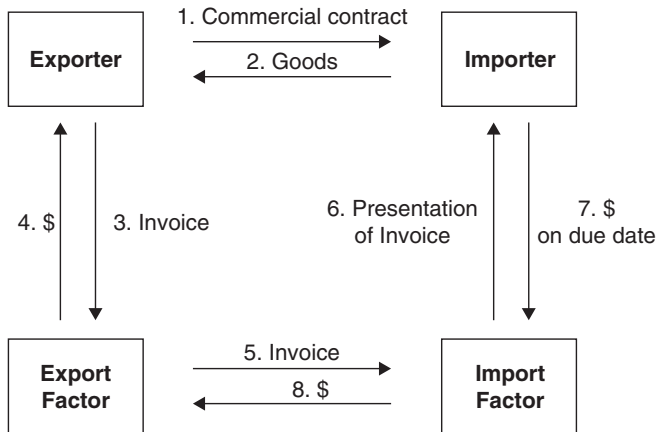 1. Commercial contract
Exporter
2. Goods
Importer
4. $
3. Invoice
6. Presentation
of Invoice
7. $
on due date
Export
Factor
5. Invoice
8. $
Import
Factor